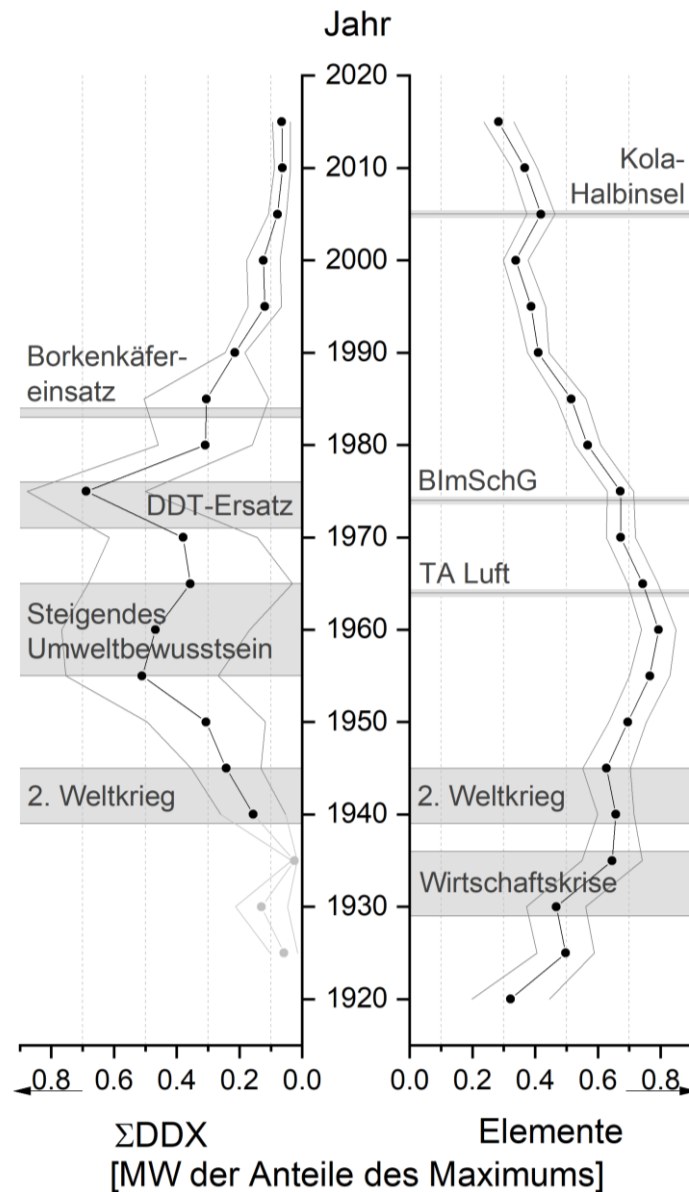 Jahr
2020
2010
2000
1990
1980
1970
1960
1950
1940
1930
1920
Borkenkäfer-
einsatz
DDT-Ersatz
Steigendes
Umweltbewusstsein
2. Weltkrieg
Kola-
Halbinsel
BImSchG
TA Luft
2. Weltkrieg
Wirtschaftskrise
0.8 0.6 0.4 0.2 0.0
0.0 0.2 0.4 0.6 0.8
ΣDDX
Elemente
[MW der Anteile des Maximums]